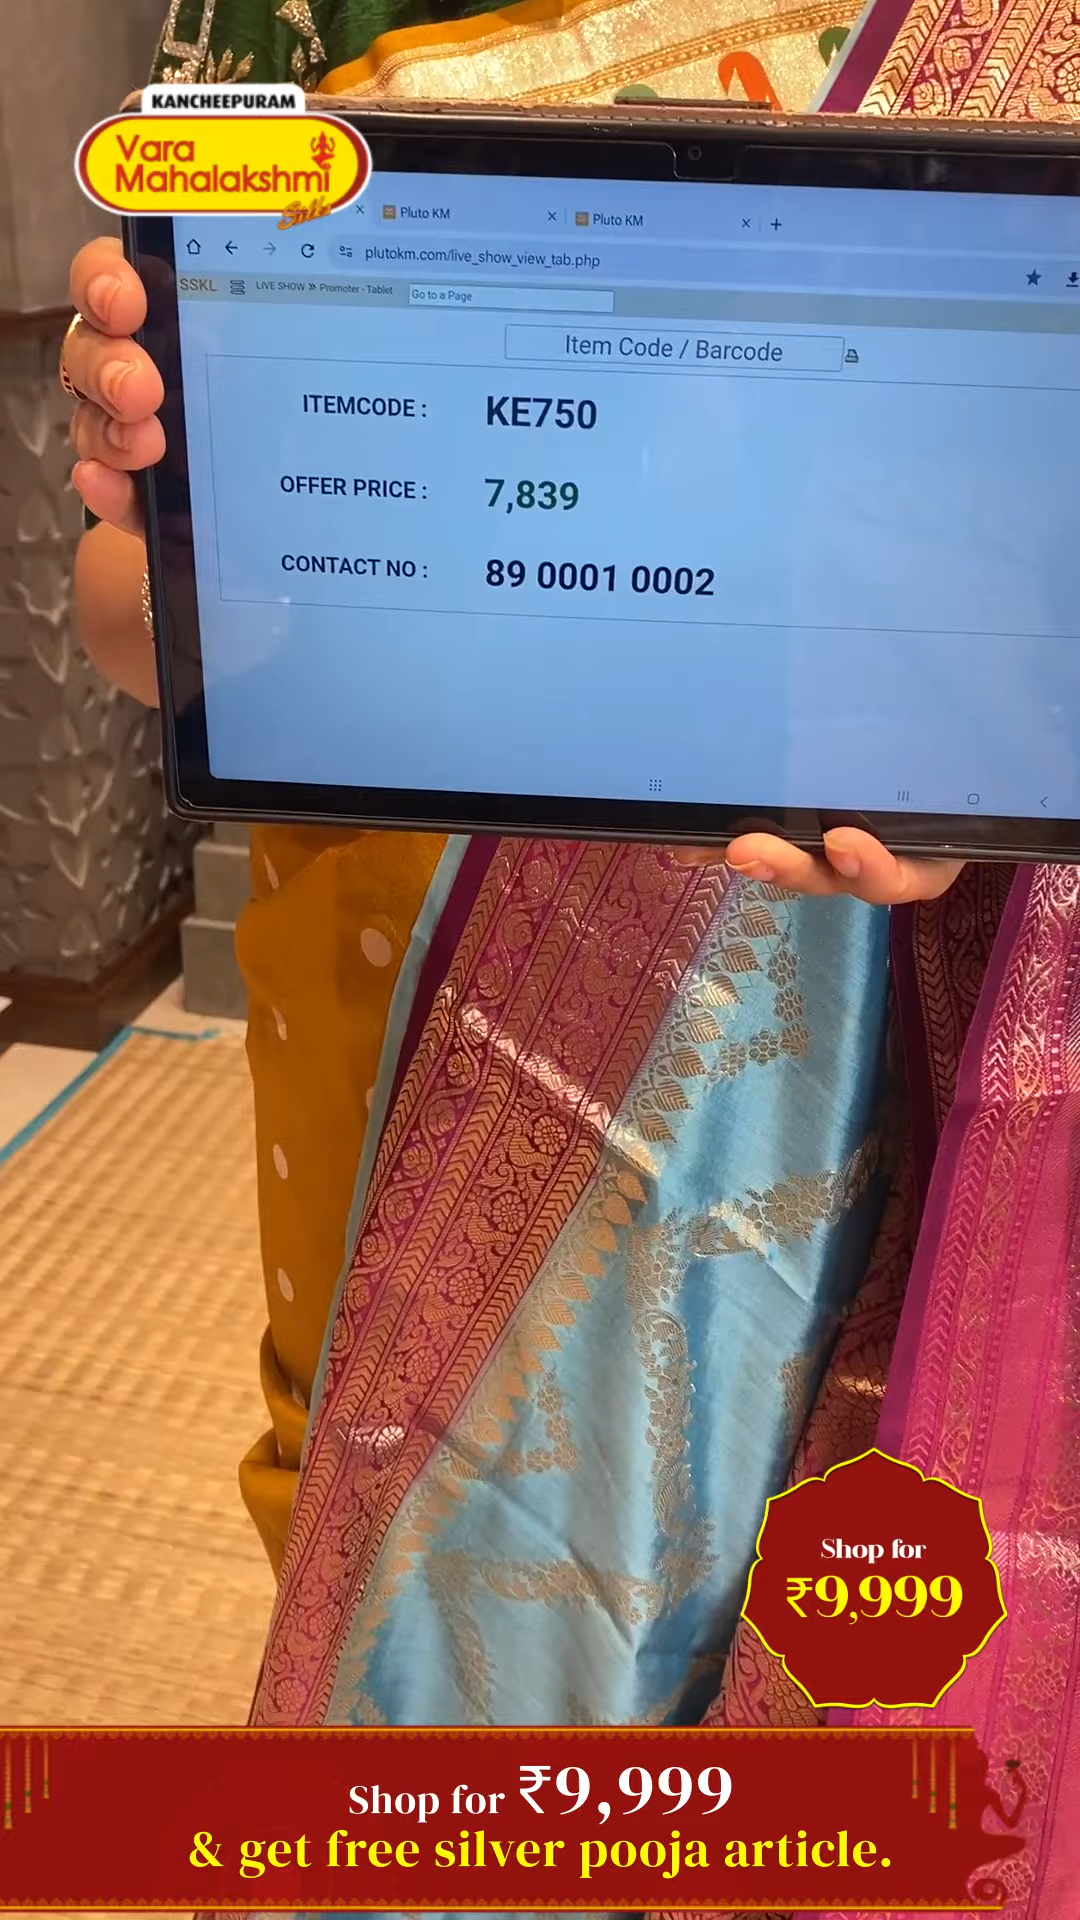 KANCHEEPURAM
Vara
Mahalakshmi
Silks
Pluto KM
Pluto KM
plutokm.com/live_show_view_tab.php
SSKL
LIVE SHOW » Promoter - Tablet
Go to a Page
Item Code / Barcode
ITEMCODE : KE750
OFFER PRICE : 7,839
CONTACT NO : 89 0001 0002
Shop for
₹9,999
Shop for ₹9,999
& get free silver pooja article.